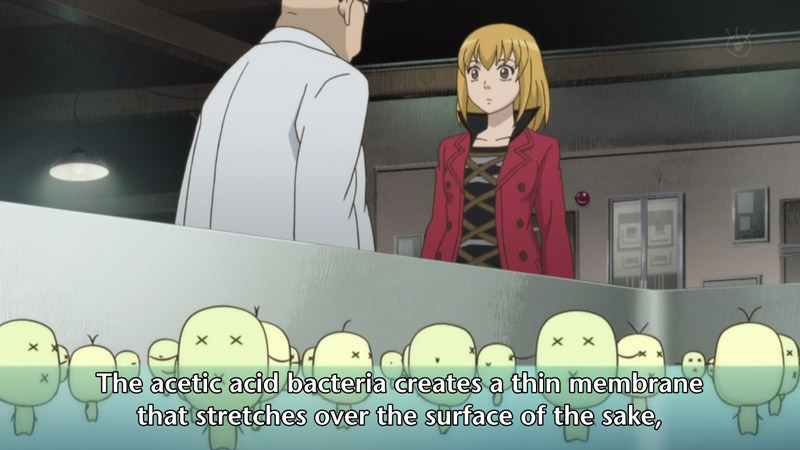 The acetic acid bacteria creates a thin membrane
that stretches over the surface of the sake,